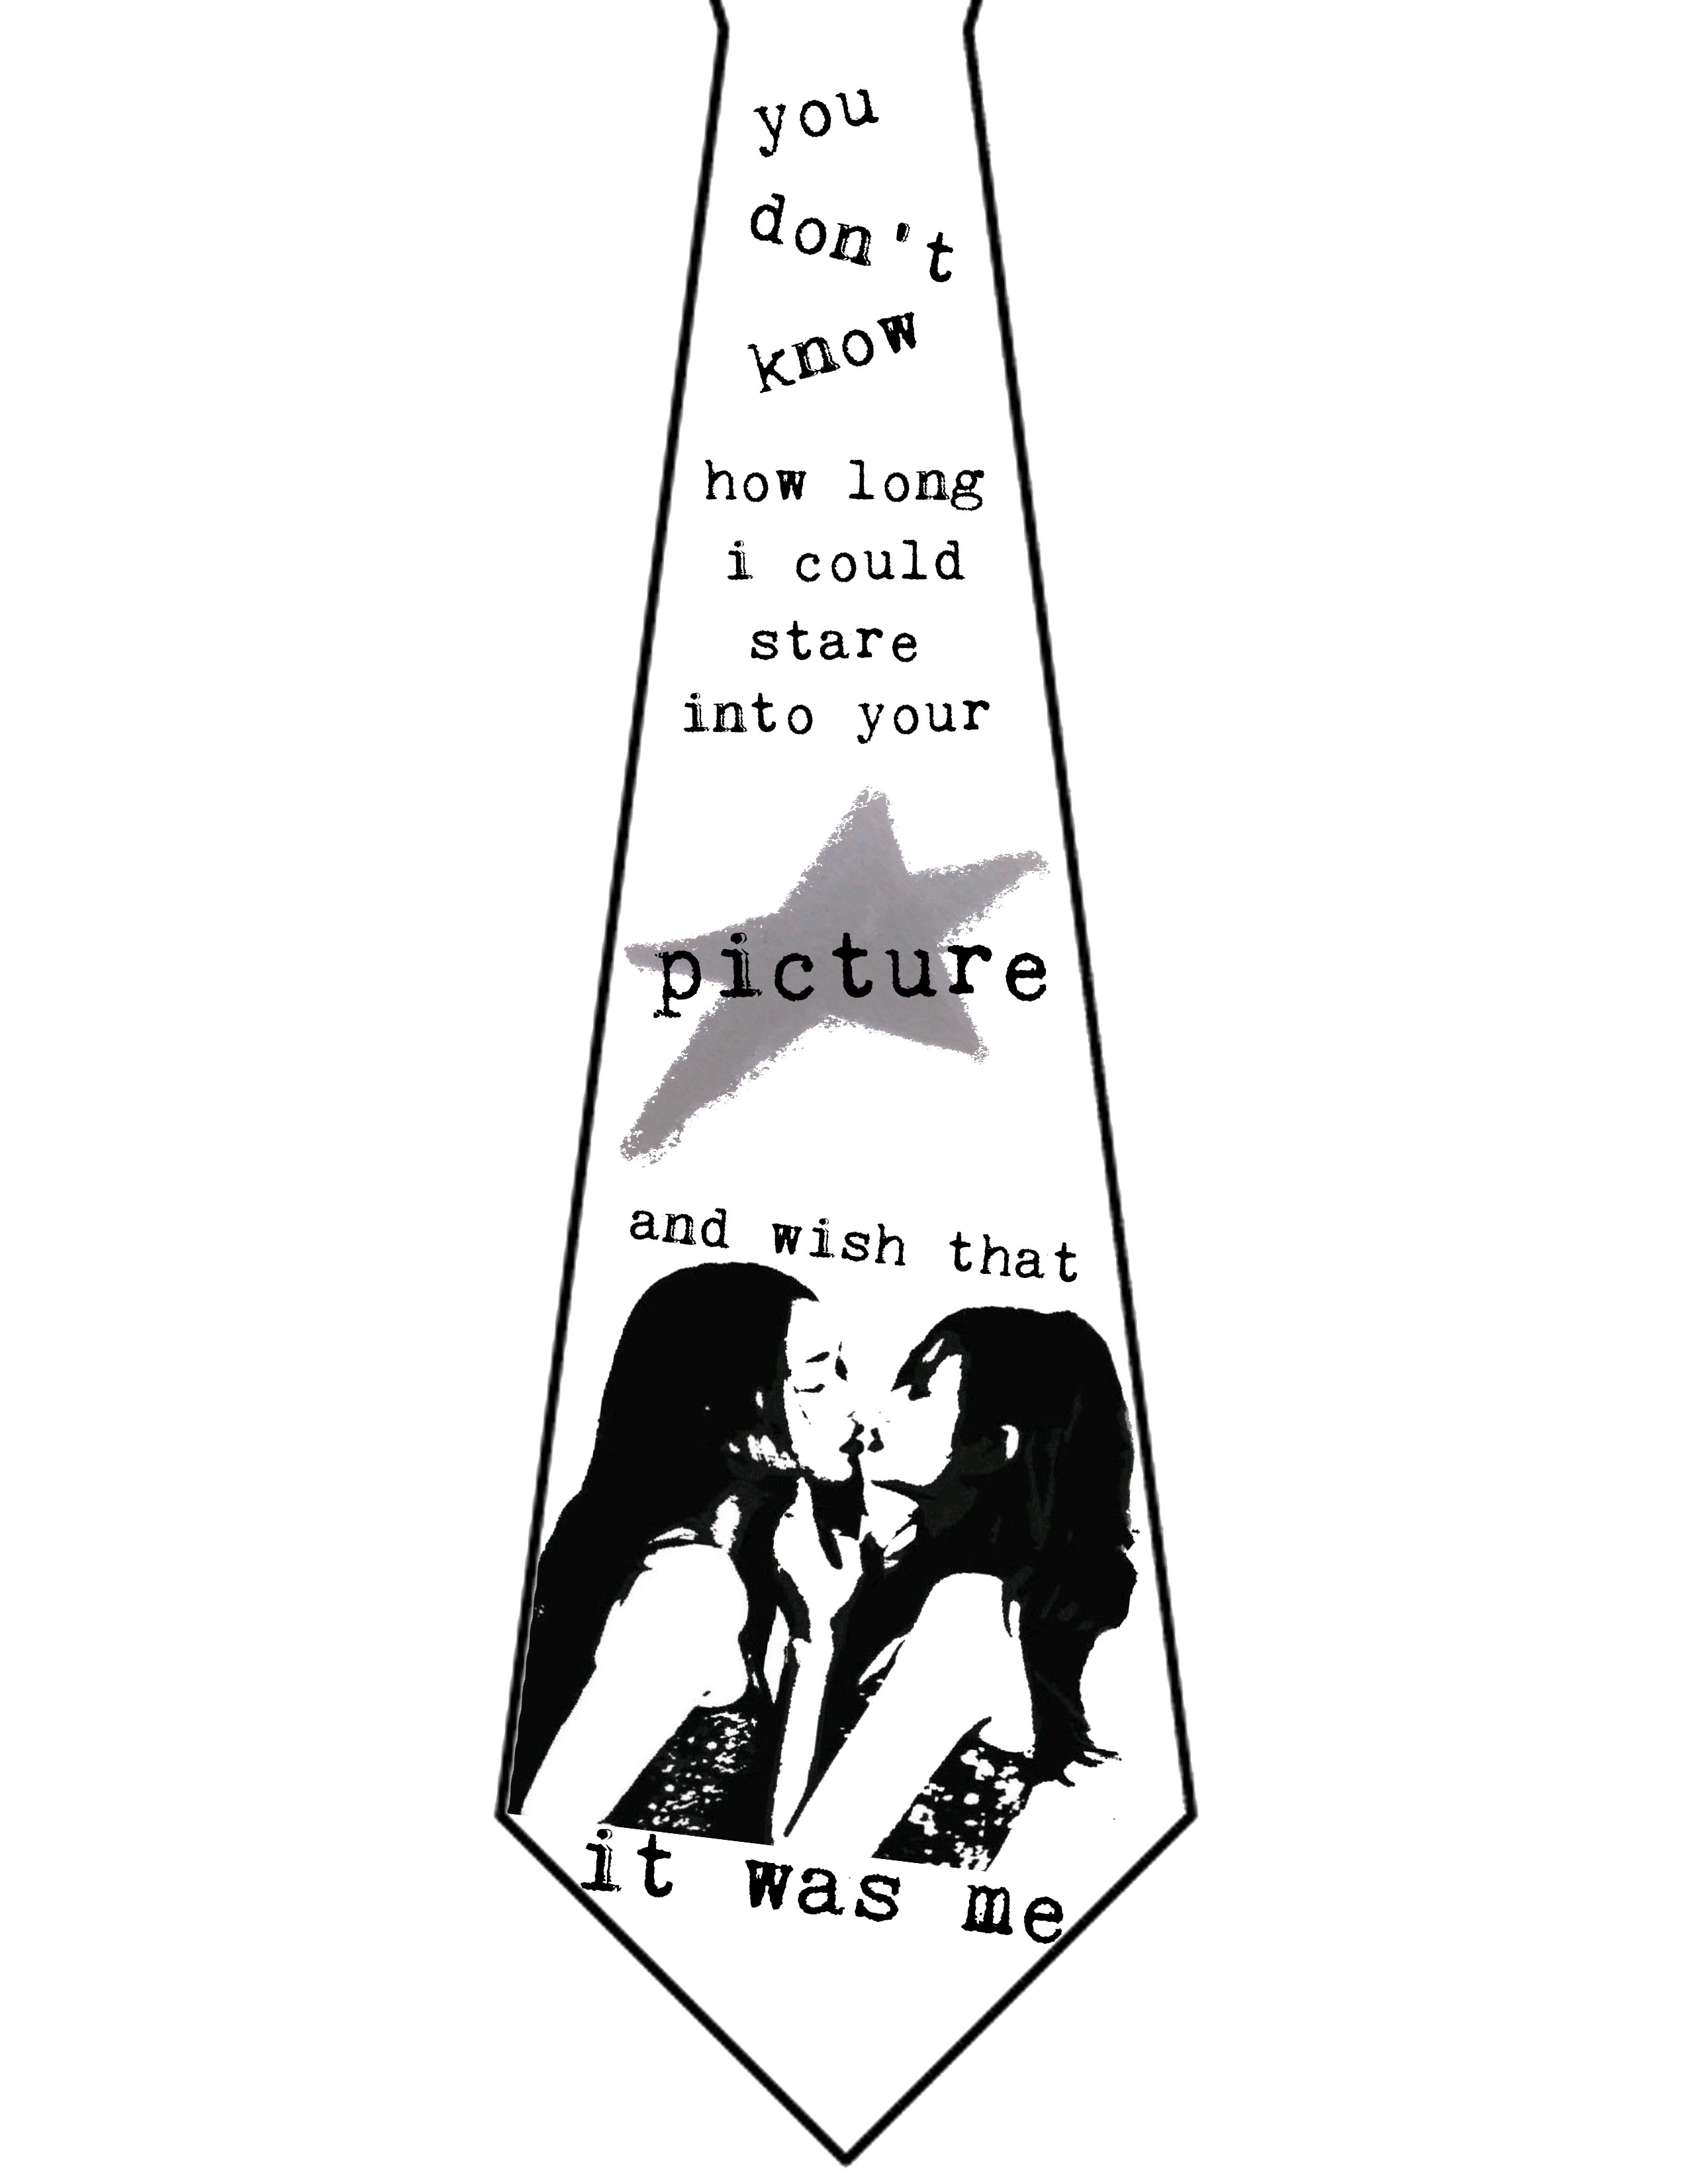 you
don't
know
how long
i could
stare
into your
picture
and wish that
it was me